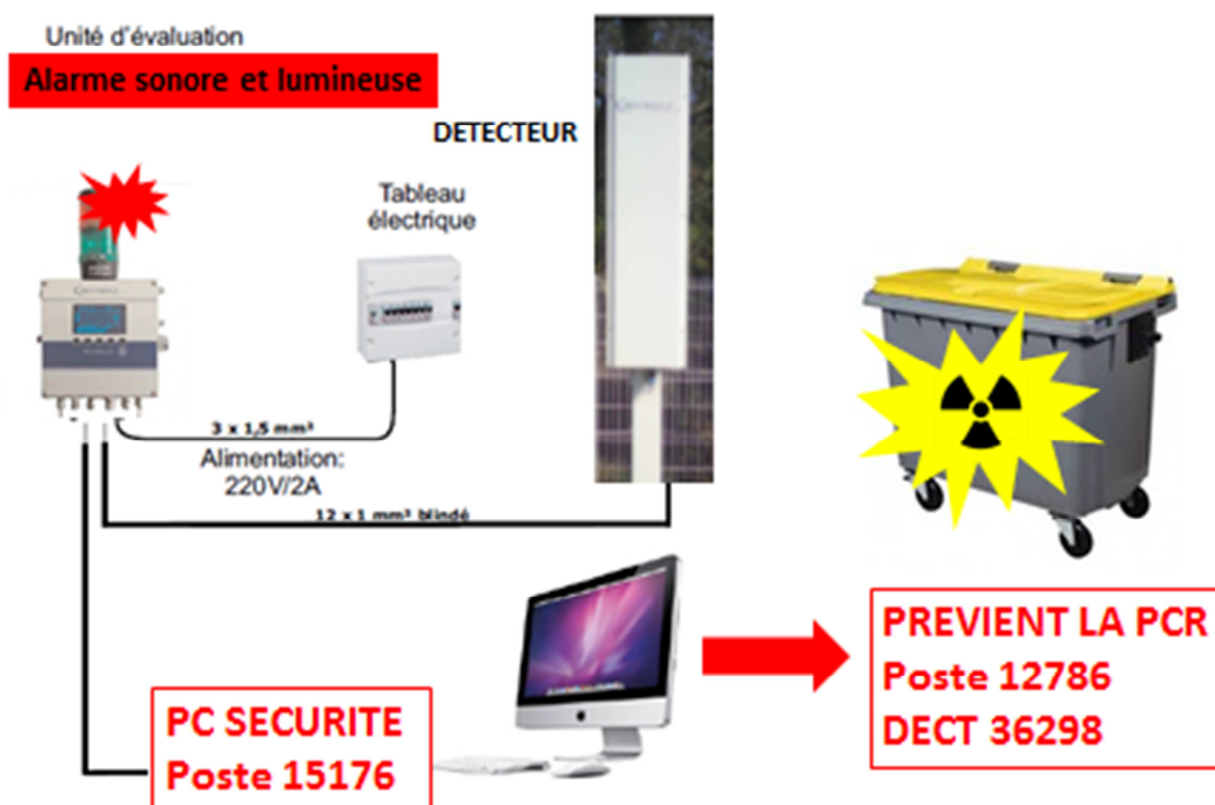 Unité d'évaluation
Alarme sonore et lumineuse
DETECTEUR
Tableau
électrique
3 x 1,5 mm²
Alimentation:
220V/2A
12 x 1 mm² blindé
PC SECURITE
Poste 15176
PREVIENT LA PCR
Poste 12786
DECT 36298